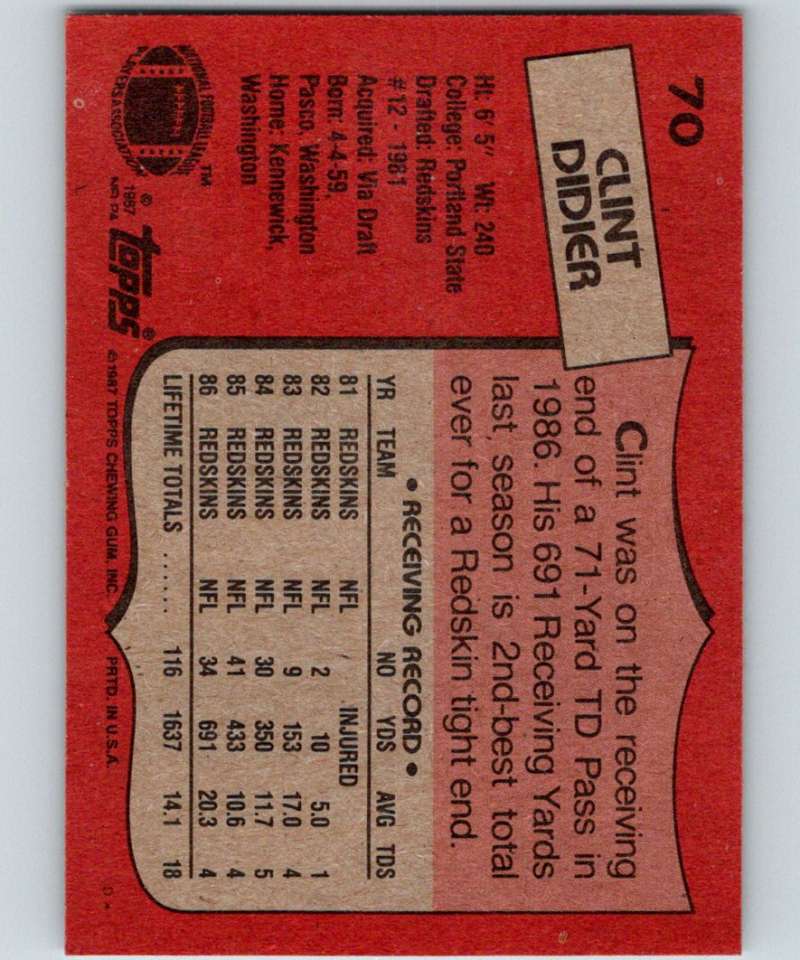 70
CLINT
DIDIER
Ht: 6' 5" Wt: 240
College: Portland State
Drafted: Redskins
#12 - 1981
Acquired: Via Draft
Born: 4-4-59,
Pasco, Washington
Home: Kennewick,
Washington
NATIONAL FOOTBALL LEAGUE
PLAYERS ASSOCIATION
TM
© 1987
topps®
Clint was on the receiving
end of a 71-Yard TD Pass in
1986. His 691 Receiving Yards
last season is 2nd-best total
ever for a Redskin tight end.
• RECEIVING RECORD •
YR TEAM NO YDS AVG TDS
81 REDSKINS NFL INJURED
82 REDSKINS NFL 2 10 5.0 1
83 REDSKINS NFL 9 153 17.0 4
84 REDSKINS NFL 30 350 11.7 5
85 REDSKINS NFL 41 433 10.6 4
86 REDSKINS NFL 34 691 20.3 4
LIFETIME TOTALS ...... 116 1637 14.1 18
©1987 TOPPS CHEWING GUM, INC. PRTD. IN U.S.A.
D*